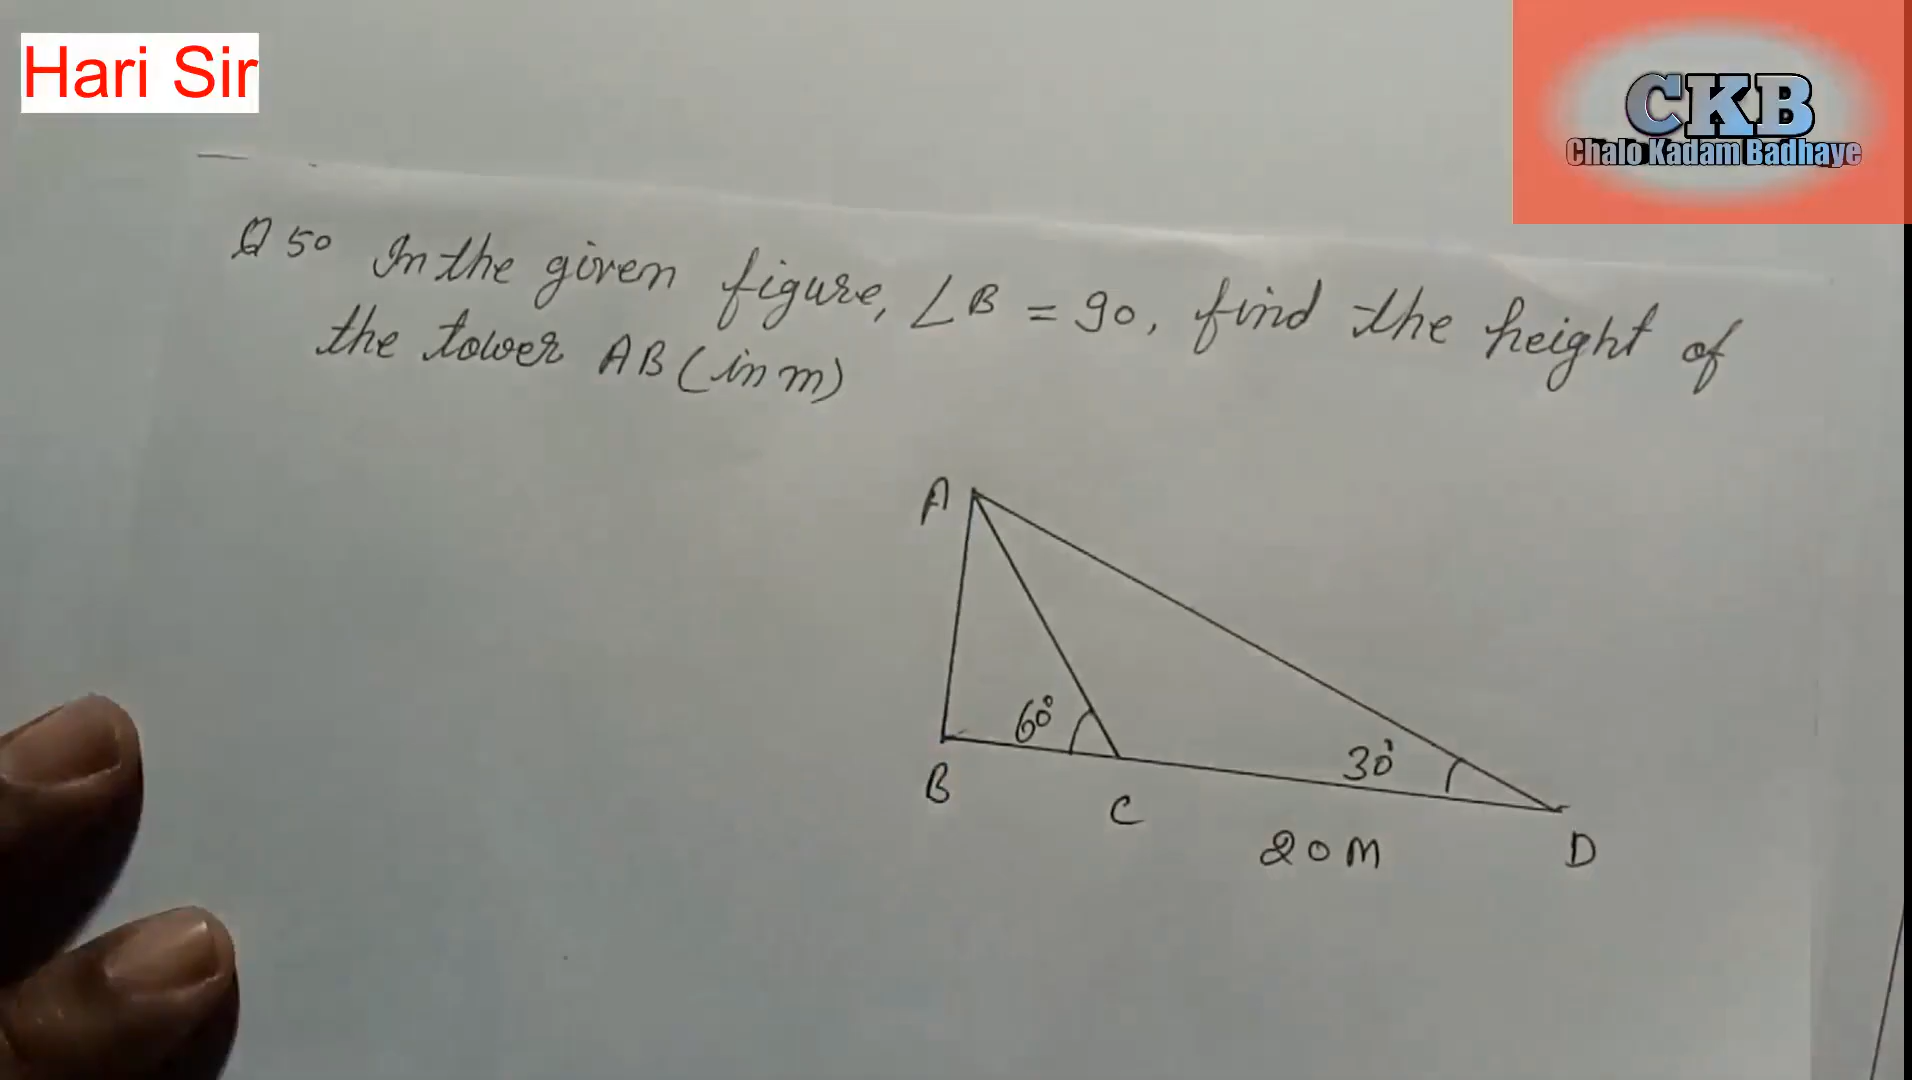 Hari Sir
CKB
Chalo Kadam Badhaye
Q 50 In the given figure, ∠B = 90, find the height of
the tower AB (in m)
A
60°
30°
B
C
20 M
D